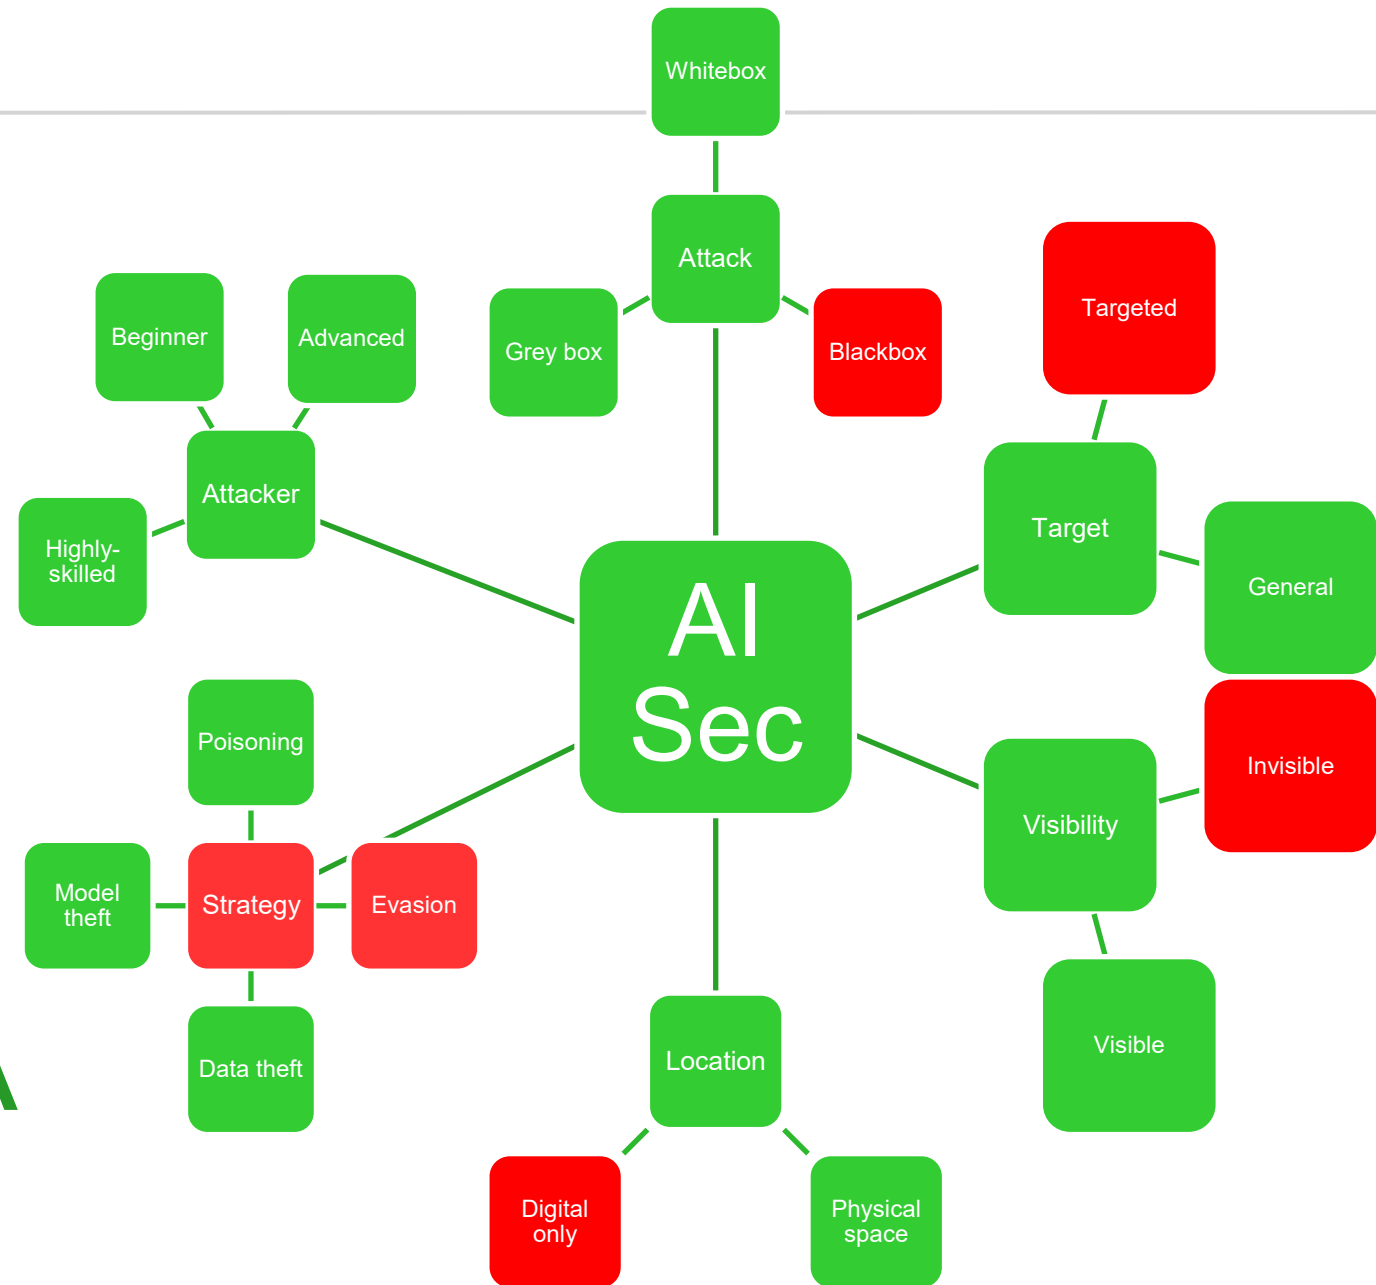 Whitebox
Attack
Grey box
Blackbox
Targeted
Beginner
Advanced
Attacker
Highly-
skilled
Target
General
AI
Sec
Invisible
Visibility
Visible
Poisoning
Model
theft
Strategy
Evasion
Data theft
Location
Digital
only
Physical
space